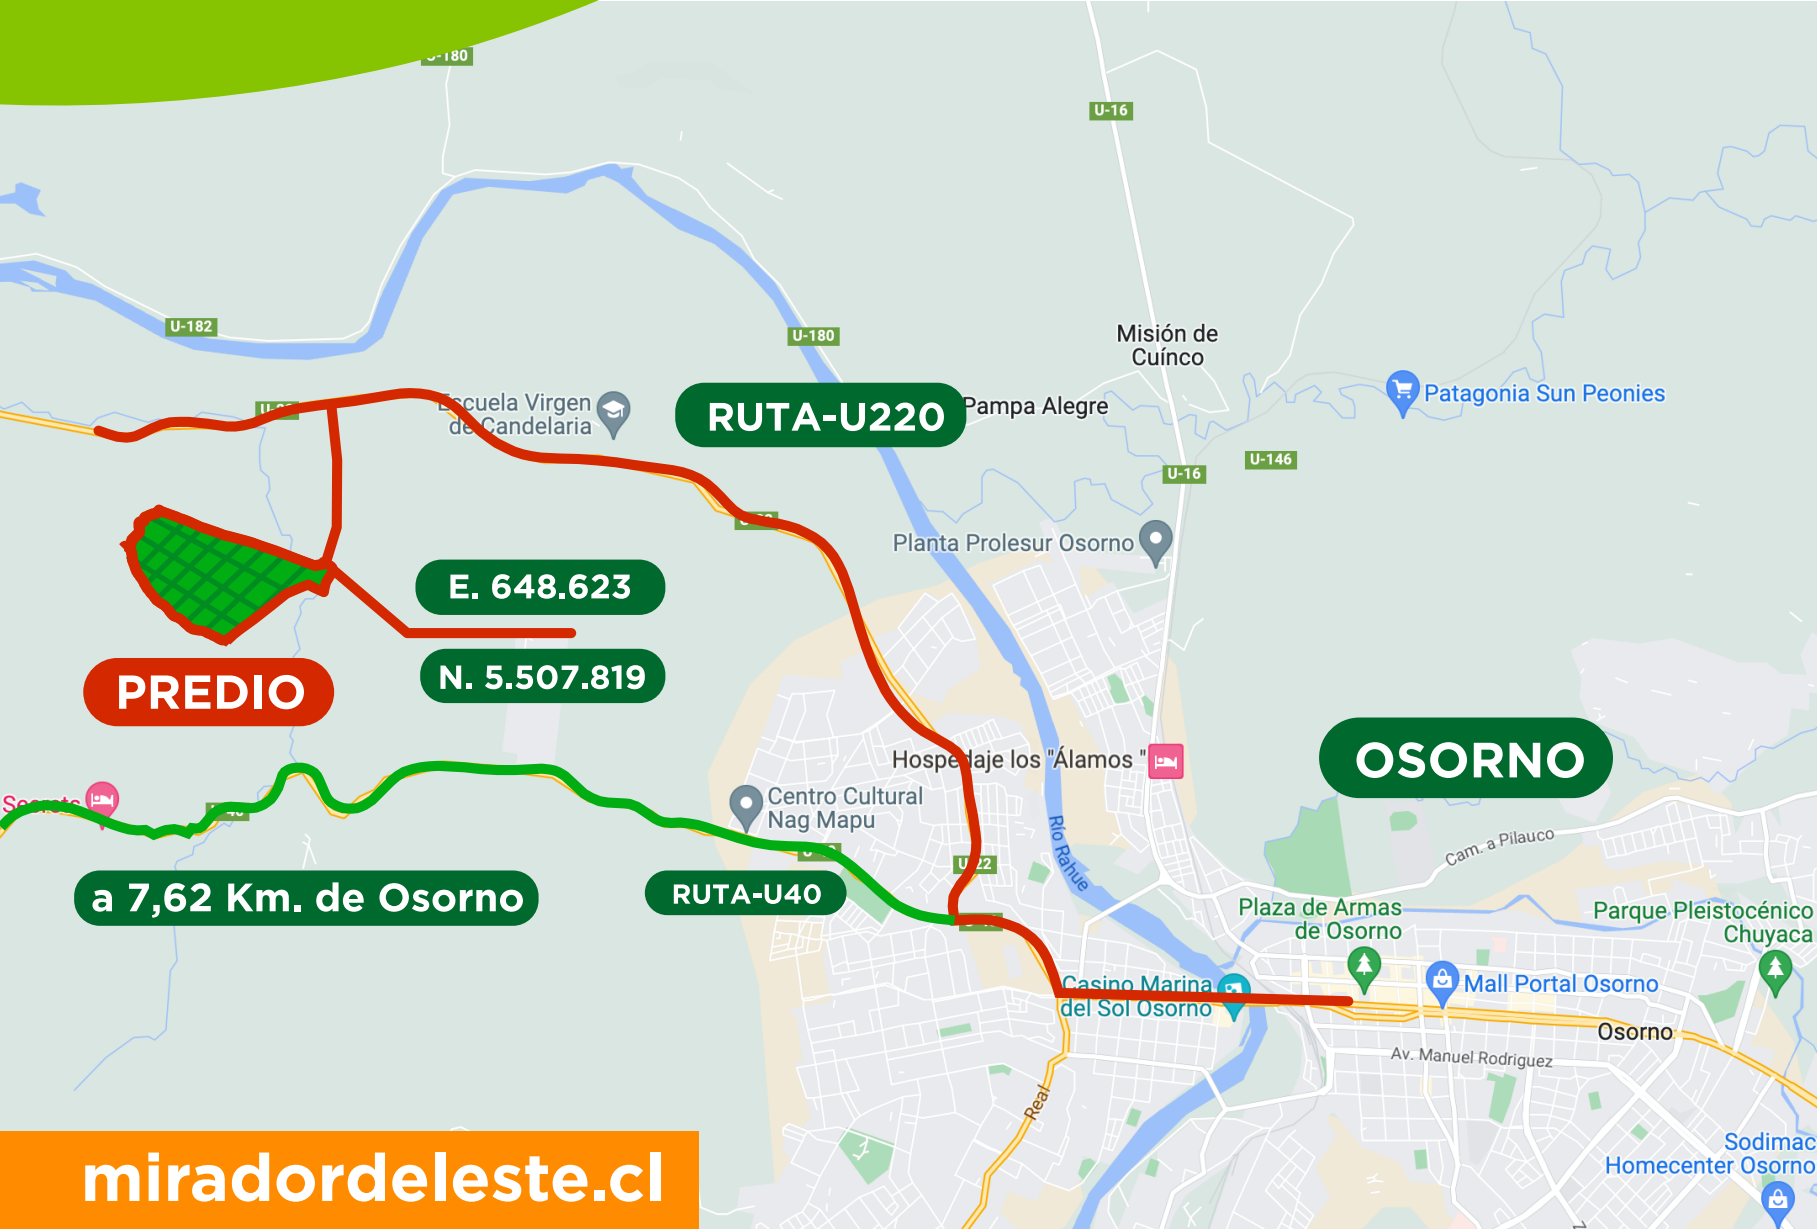 U-180
U-16
U-182
U-180
Misión de
Cuínco
Patagonia Sun Peonies
Escuela Virgen
de Candelaria
RUTA-U220
Pampa Alegre
U-146
U-16
Planta Prolesur Osorno
E. 648.623
N. 5.507.819
PREDIO
OSORNO
Hospedaje los "Álamos "
Secrets
Centro Cultural
Nag Mapu
Río Rahue
Cam. a Pilauco
U-22
a 7,62 Km. de Osorno
RUTA-U40
Plaza de Armas
de Osorno
Parque Pleistocénico
Chuyaca
Casino Marina
del Sol Osorno
Mall Portal Osorno
Osorno
Av. Manuel Rodriguez
Real
Sodimac
Homecenter Osorno
miradordeleste.cl